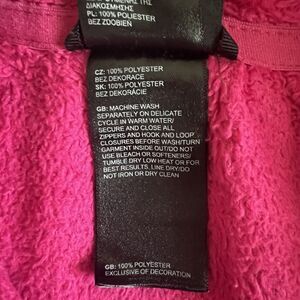 ΔΙΑΚΟΣΜΗΣΗΣ
PL: 100% POLYESTER
BEZ ZDOBIEŃ
CZ: 100% POLYESTER
BEZ DEKORACE
SK: 100% POLYESTER
BEZ DEKORÁCIE
GB: MACHINE WASH
SEPARATELY ON DELICATE
CYCLE IN WARM WATER/
SECURE AND CLOSE ALL
ZIPPERS AND HOOK AND LOOP
CLOSURES BEFORE WASH/TURN
GARMENT INSIDE OUT/DO NOT
USE BLEACH OR SOFTENERS/
TUMBLE DRY LOW HEAT OR FOR
BEST RESULTS, LINE DRY/DO
NOT IRON OR DRY CLEAN
GB: 100% POLYESTER
EXCLUSIVE OF DECORATION